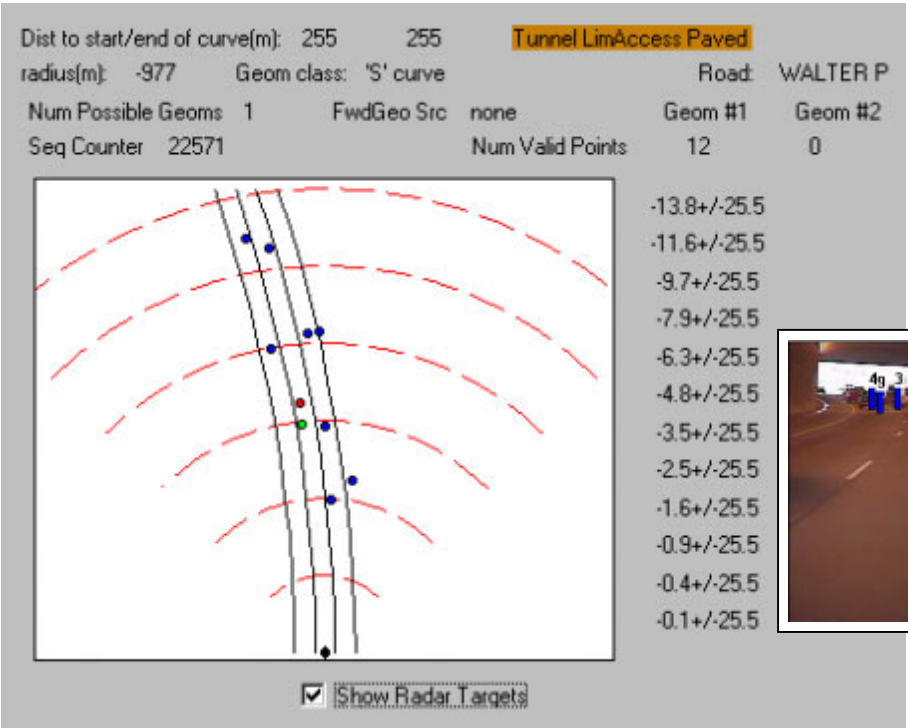 Dist to start/end of curve(m): 255 255 Tunnel LimAccess Paved
radius(m): -977 Geom class: 'S' curve Road: WALTER P
Num Possible Geoms 1 FwdGeo Src none Geom #1 Geom #2
Seq Counter 22571 Num Valid Points 12 0
-13.8+/-25.5
-11.6+/-25.5
-9.7+/-25.5
-7.9+/-25.5
-6.3+/-25.5
-4.8+/-25.5
-3.5+/-25.5
-2.5+/-25.5
-1.6+/-25.5
-0.9+/-25.5
-0.4+/-25.5
-0.1+/-25.5
4g 3
Show Radar Targets